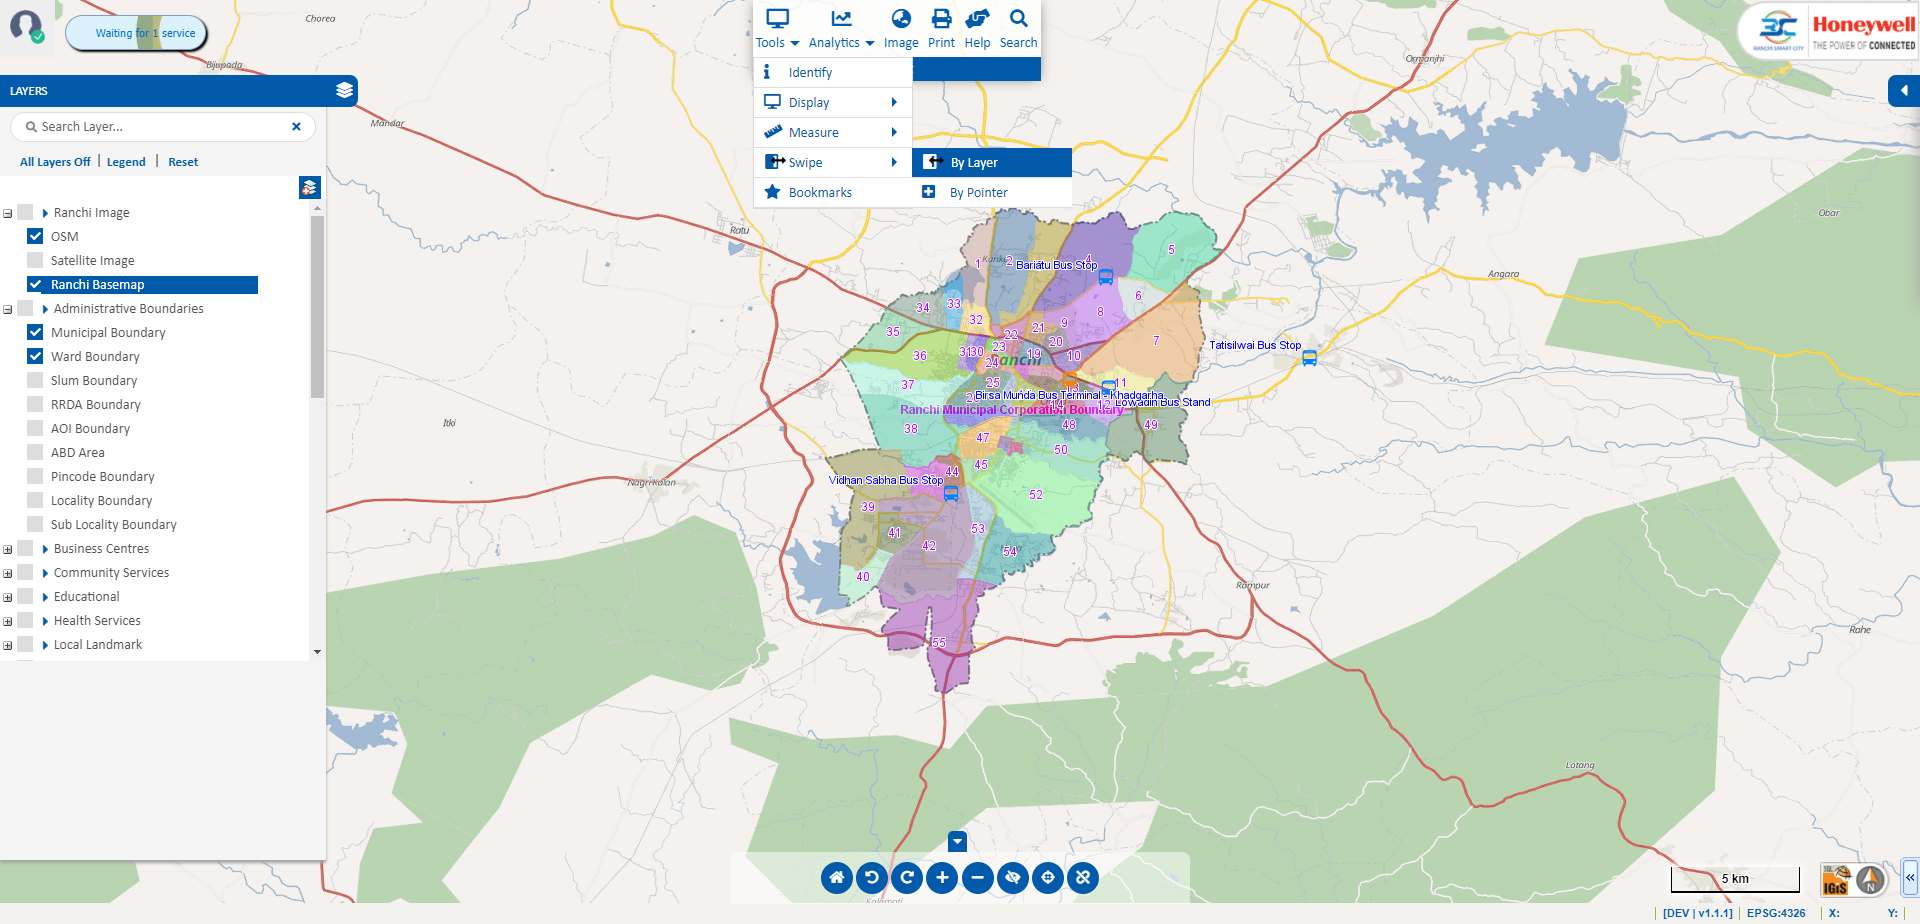 Waiting for 1 service
Tools
Analytics
Image
Print
Help
Search
Identify
Display
Measure
Swipe
Bookmarks
By Layer
By Pointer
RANCHI SMART CITY
Honeywell
THE POWER OF CONNECTED
LAYERS
Search Layer...
All Layers Off | Legend | Reset
Ranchi Image
OSM
Satellite Image
Ranchi Basemap
Administrative Boundaries
Municipal Boundary
Ward Boundary
Slum Boundary
RRDA Boundary
AOI Boundary
ABD Area
Pincode Boundary
Locality Boundary
Sub Locality Boundary
Business Centres
Community Services
Educational
Health Services
Local Landmark
Chorea
Bijupada
Mandar
Ratu
Itki
Nagri Kalan
Ormanjhi
Obar
Angara
Rampur
Rahe
Lotang
Kalamati
1
2
4
5
Bariatu Bus Stop
6
34
33
32
8
9
35
22
21
7
36
31
30
23
20
19
10
24
Ranchi
Tatisilwai Bus Stop
37
25
11
Birsa Munda Bus Terminal - Khadgarha
Lowadih Bus Stand
14
12
Ranchi Municipal Corporation Boundary
38
48
49
47
50
45
44
Vidhan Sabha Bus Stop
52
39
41
53
42
54
40
55
5 km
IGiS
N
[DEV | v1.1.1]
EPSG:4326
X:
Y: